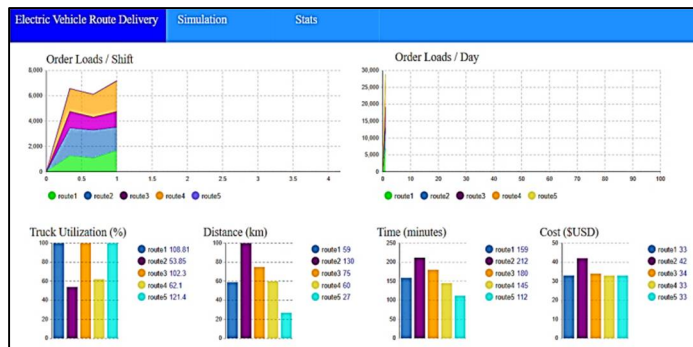 Electric Vehicle Route Delivery Simulation Stats
Order Loads / Shift
8,000
6,000
4,000
2,000
0
0 0.5 1 1.5 2 2.5 3 3.5 4
route1 route2 route3 route4 route5
Order Loads / Day
30,000
25,000
20,000
15,000
10,000
5,000
0
0 10 20 30 40 50 60 70 80 90 100
route1 route2 route3 route4 route5
Truck Utilization (%)
100
80
60
40
20
0
route1 108.81
route2 53.85
route3 102.3
route4 62.1
route5 121.4
Distance (km)
100
80
60
40
20
0
route1 59
route2 130
route3 75
route4 60
route5 27
Time (minutes)
250
200
150
100
50
0
route1 159
route2 212
route3 180
route4 145
route5 112
Cost ($USD)
50
40
30
20
10
0
route1 33
route2 42
route3 34
route4 33
route5 33